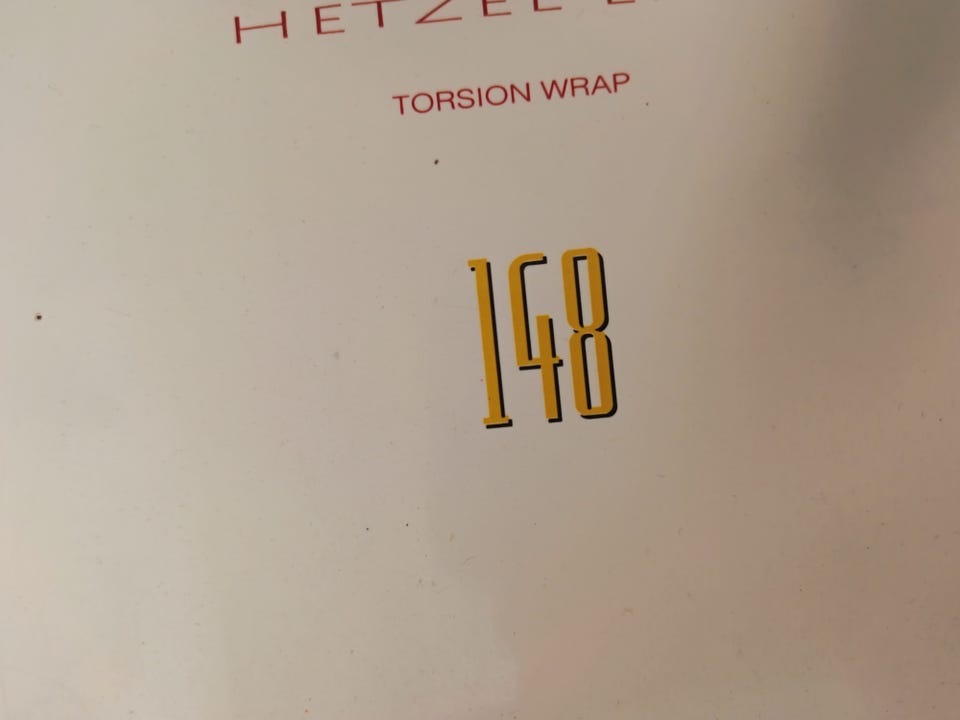 HETZEL
TORSION WRAP
148